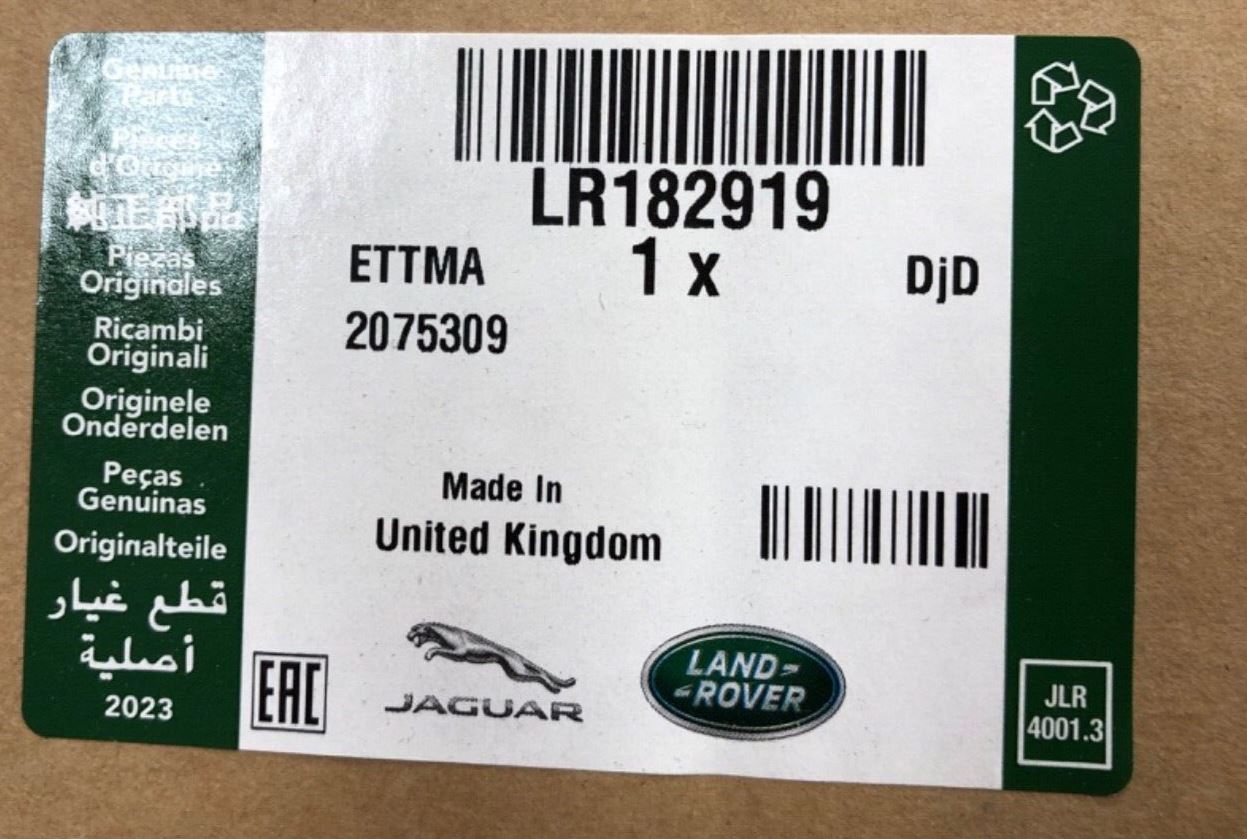 Genuine
Parts
Pièces
d'Origine
Piezas
Originales
Ricambi
Originali
Originele
Onderdelen
Peças
Genuinas
Originalteile
قطع غيار
أصلية
2023
EAC
LR182919
ETTMA 1 x DjD
2075309
Made In
United Kingdom
JAGUAR
LAND-
-ROVER
JLR
4001.3